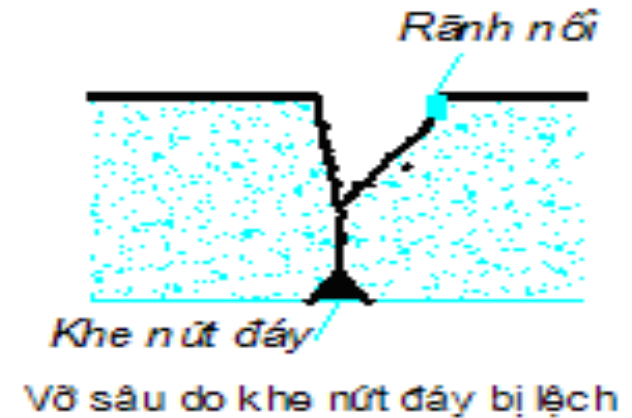 Rãnh nối
Khe nứt đáy
Vỡ sâu do khe nứt đáy bị lệch